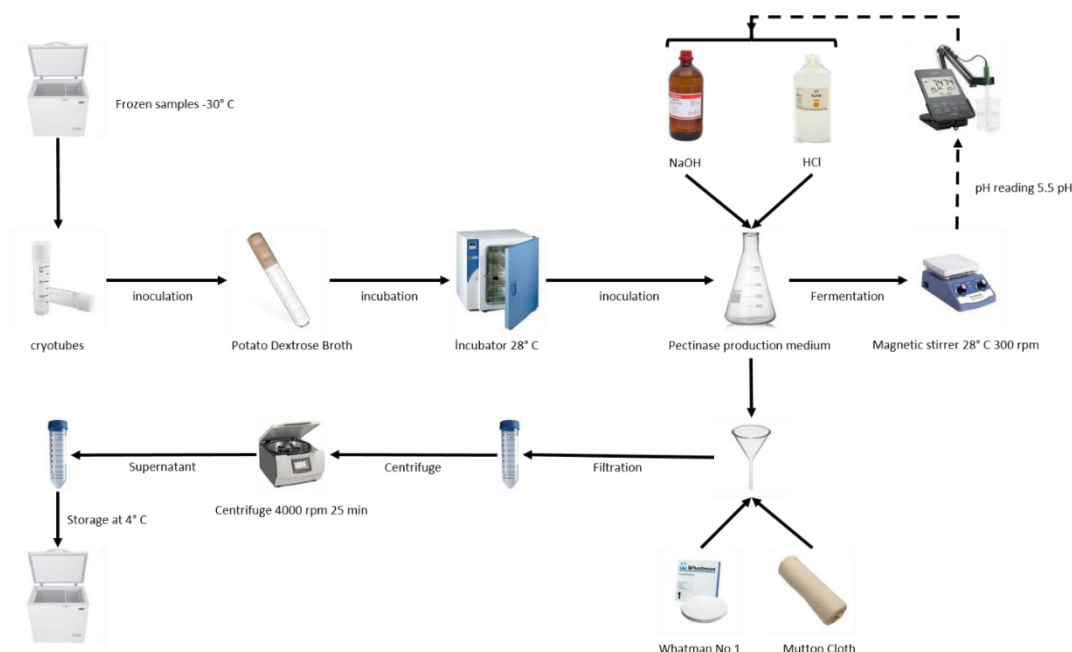 Frozen samples -30° C
NaOH
HCl
pH reading 5.5 pH
inoculation
incubation
inoculation
Fermentation
cryotubes
Potato Dextrose Broth
İncubator 28° C
Pectinase production medium
Magnetic stirrer 28° C 300 rpm
Supernatant
Centrifuge
Filtration
Centrifuge 4000 rpm 25 min
Storage at 4° C
Whatman
1
Whatman No 1
Mutton Cloth